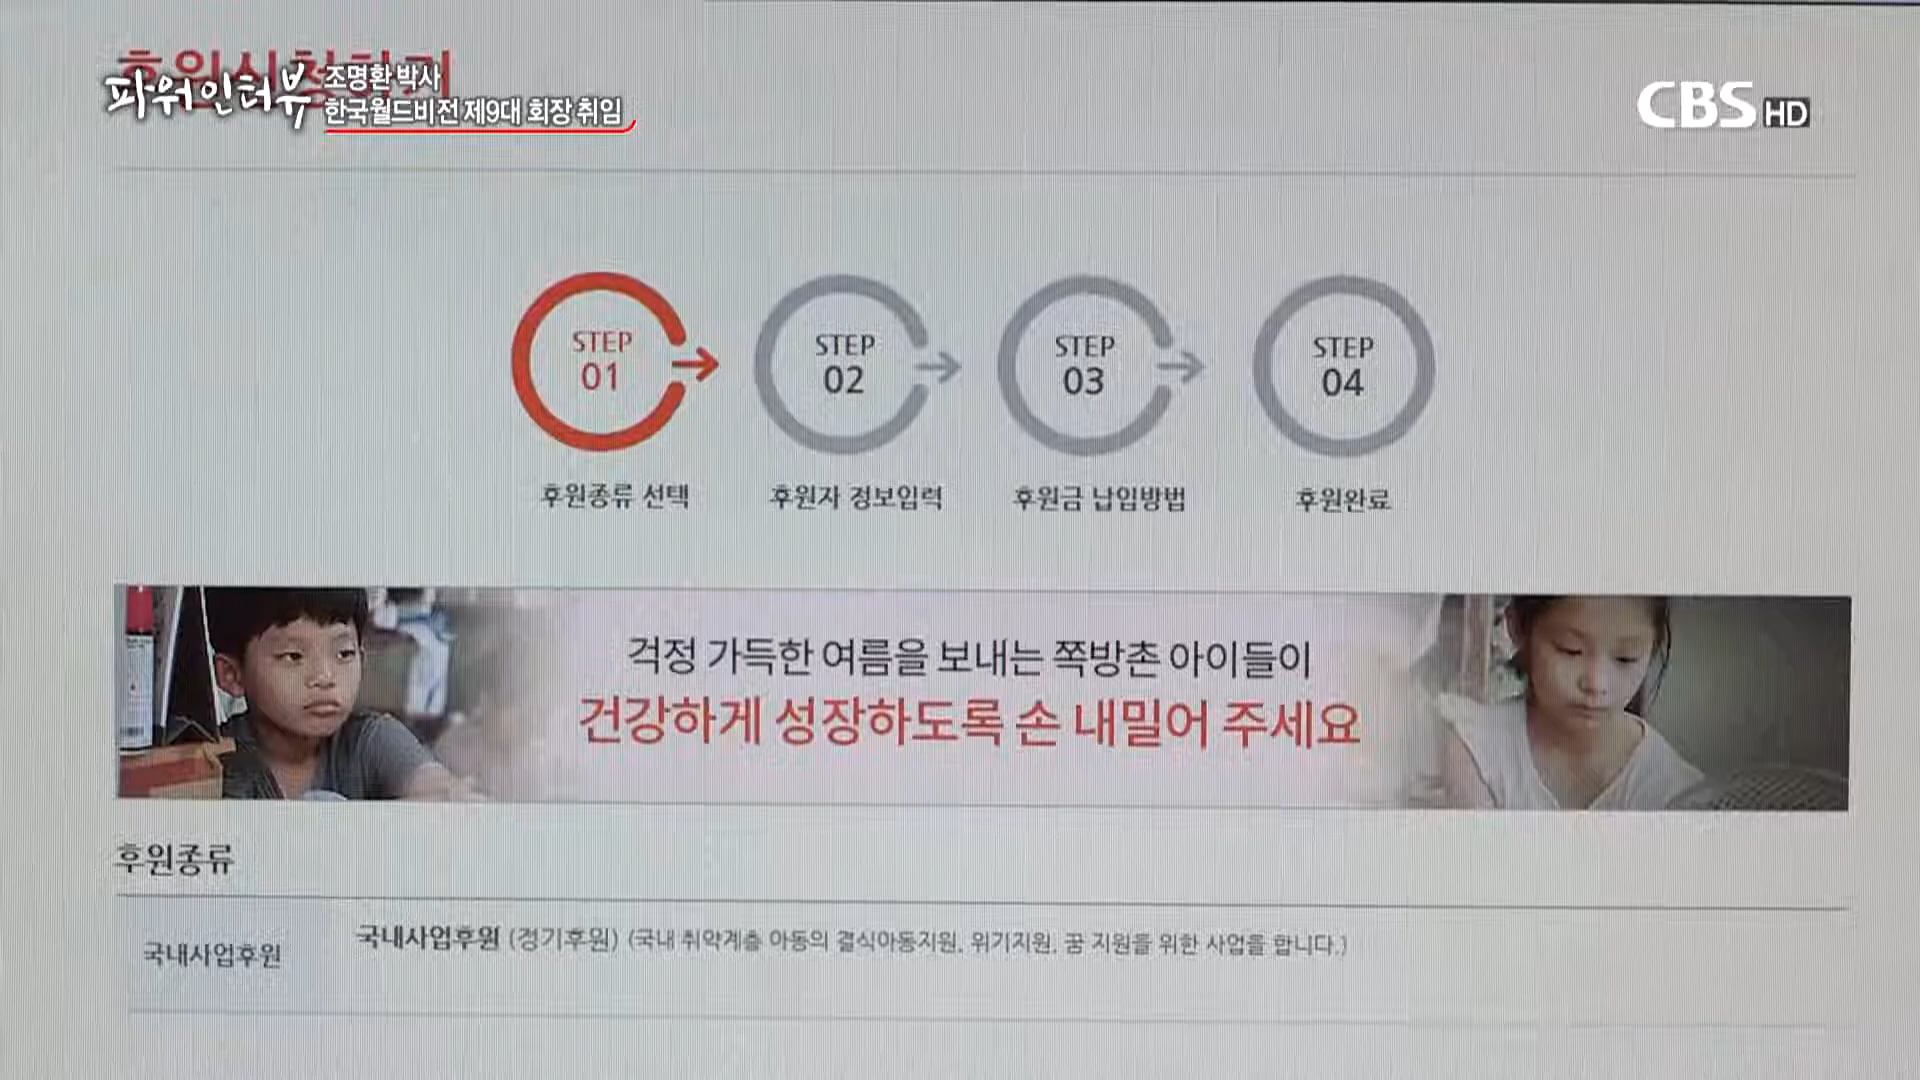 후원신청하기
파워인터뷰
조명환 박사
한국월드비전 제9대 회장 취임
CBS HD
STEP 01
STEP 02
STEP 03
STEP 04
후원종류 선택
후원자 정보입력
후원금 납입방법
후원완료
걱정 가득한 여름을 보내는 쪽방촌 아이들이
건강하게 성장하도록 손 내밀어 주세요
후원종류
국내사업후원
국내사업후원 (정기후원) (국내 취약계층 아동의 결식아동지원, 위기지원, 꿈 지원을 위한 사업을 합니다.)